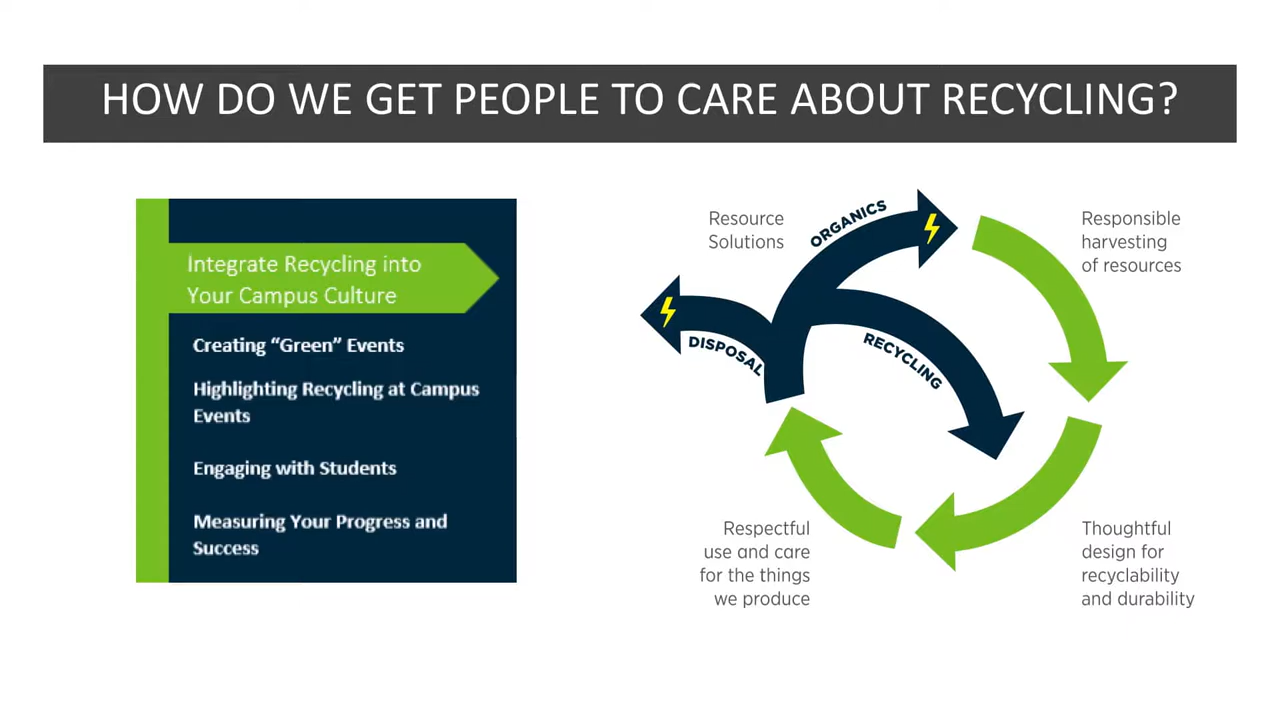 HOW DO WE GET PEOPLE TO CARE ABOUT RECYCLING?
Integrate Recycling into
Your Campus Culture
Creating “Green” Events
Highlighting Recycling at Campus
Events
Engaging with Students
Measuring Your Progress and
Success
Resource
Solutions
ORGANICS
DISPOSAL
RECYCLING
Responsible
harvesting
of resources
Respectful
use and care
for the things
we produce
Thoughtful
design for
recyclability
and durability